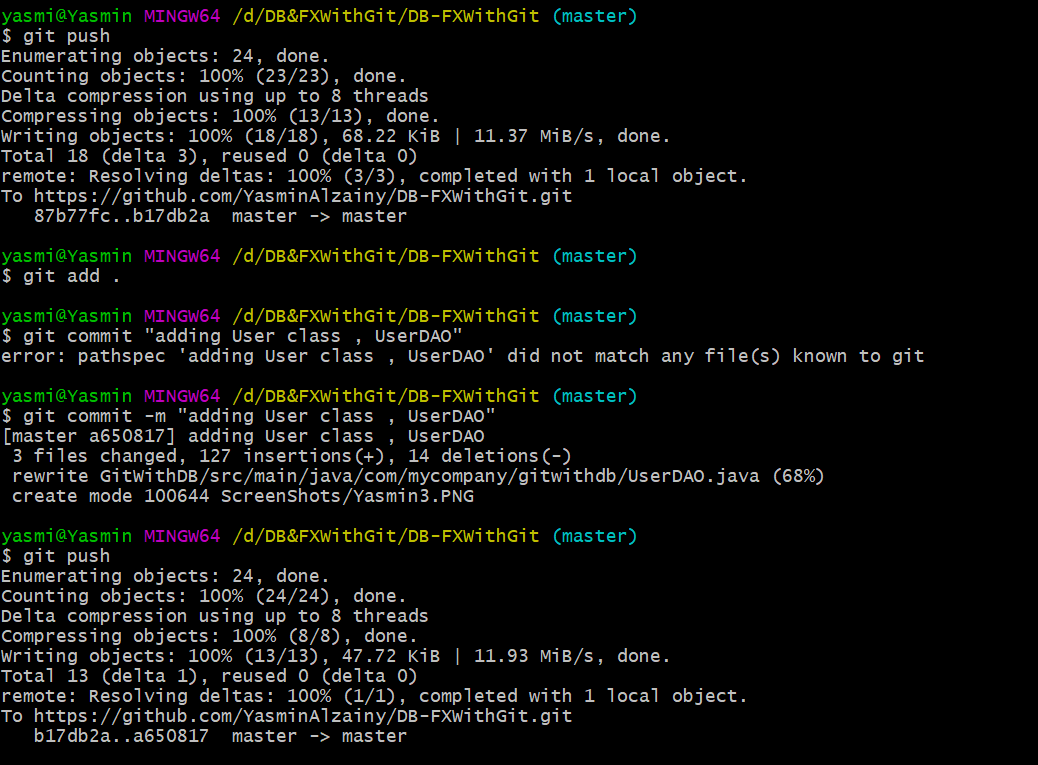 yasmi@Yasmin MINGW64 /d/DB&FXWithGit/DB-FXWithGit (master)
$ git push
Enumerating objects: 24, done.
Counting objects: 100% (23/23), done.
Delta compression using up to 8 threads
Compressing objects: 100% (13/13), done.
Writing objects: 100% (18/18), 68.22 KiB | 11.37 MiB/s, done.
Total 18 (delta 3), reused 0 (delta 0)
remote: Resolving deltas: 100% (3/3), completed with 1 local object.
To https://github.com/YasminAlzainy/DB-FXWithGit.git
   87b77fc..b17db2a  master -> master

yasmi@Yasmin MINGW64 /d/DB&FXWithGit/DB-FXWithGit (master)
$ git add .

yasmi@Yasmin MINGW64 /d/DB&FXWithGit/DB-FXWithGit (master)
$ git commit "adding User class , UserDAO"
error: pathspec 'adding User class , UserDAO' did not match any file(s) known to git

yasmi@Yasmin MINGW64 /d/DB&FXWithGit/DB-FXWithGit (master)
$ git commit -m "adding User class , UserDAO"
[master a650817] adding User class , UserDAO
 3 files changed, 127 insertions(+), 14 deletions(-)
 rewrite GitWithDB/src/main/java/com/mycompany/gitwithdb/UserDAO.java (68%)
 create mode 100644 ScreenShots/Yasmin3.PNG

yasmi@Yasmin MINGW64 /d/DB&FXWithGit/DB-FXWithGit (master)
$ git push
Enumerating objects: 24, done.
Counting objects: 100% (24/24), done.
Delta compression using up to 8 threads
Compressing objects: 100% (8/8), done.
Writing objects: 100% (13/13), 47.72 KiB | 11.93 MiB/s, done.
Total 13 (delta 1), reused 0 (delta 0)
remote: Resolving deltas: 100% (1/1), completed with 1 local object.
To https://github.com/YasminAlzainy/DB-FXWithGit.git
   b17db2a..a650817  master -> master